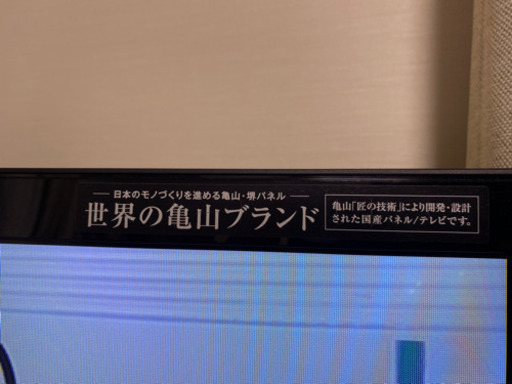 日本のモノづくりを進める亀山・堺パネル
世界の亀山ブランド
亀山「匠の技術」により開発・設計
された国産パネル/テレビです。